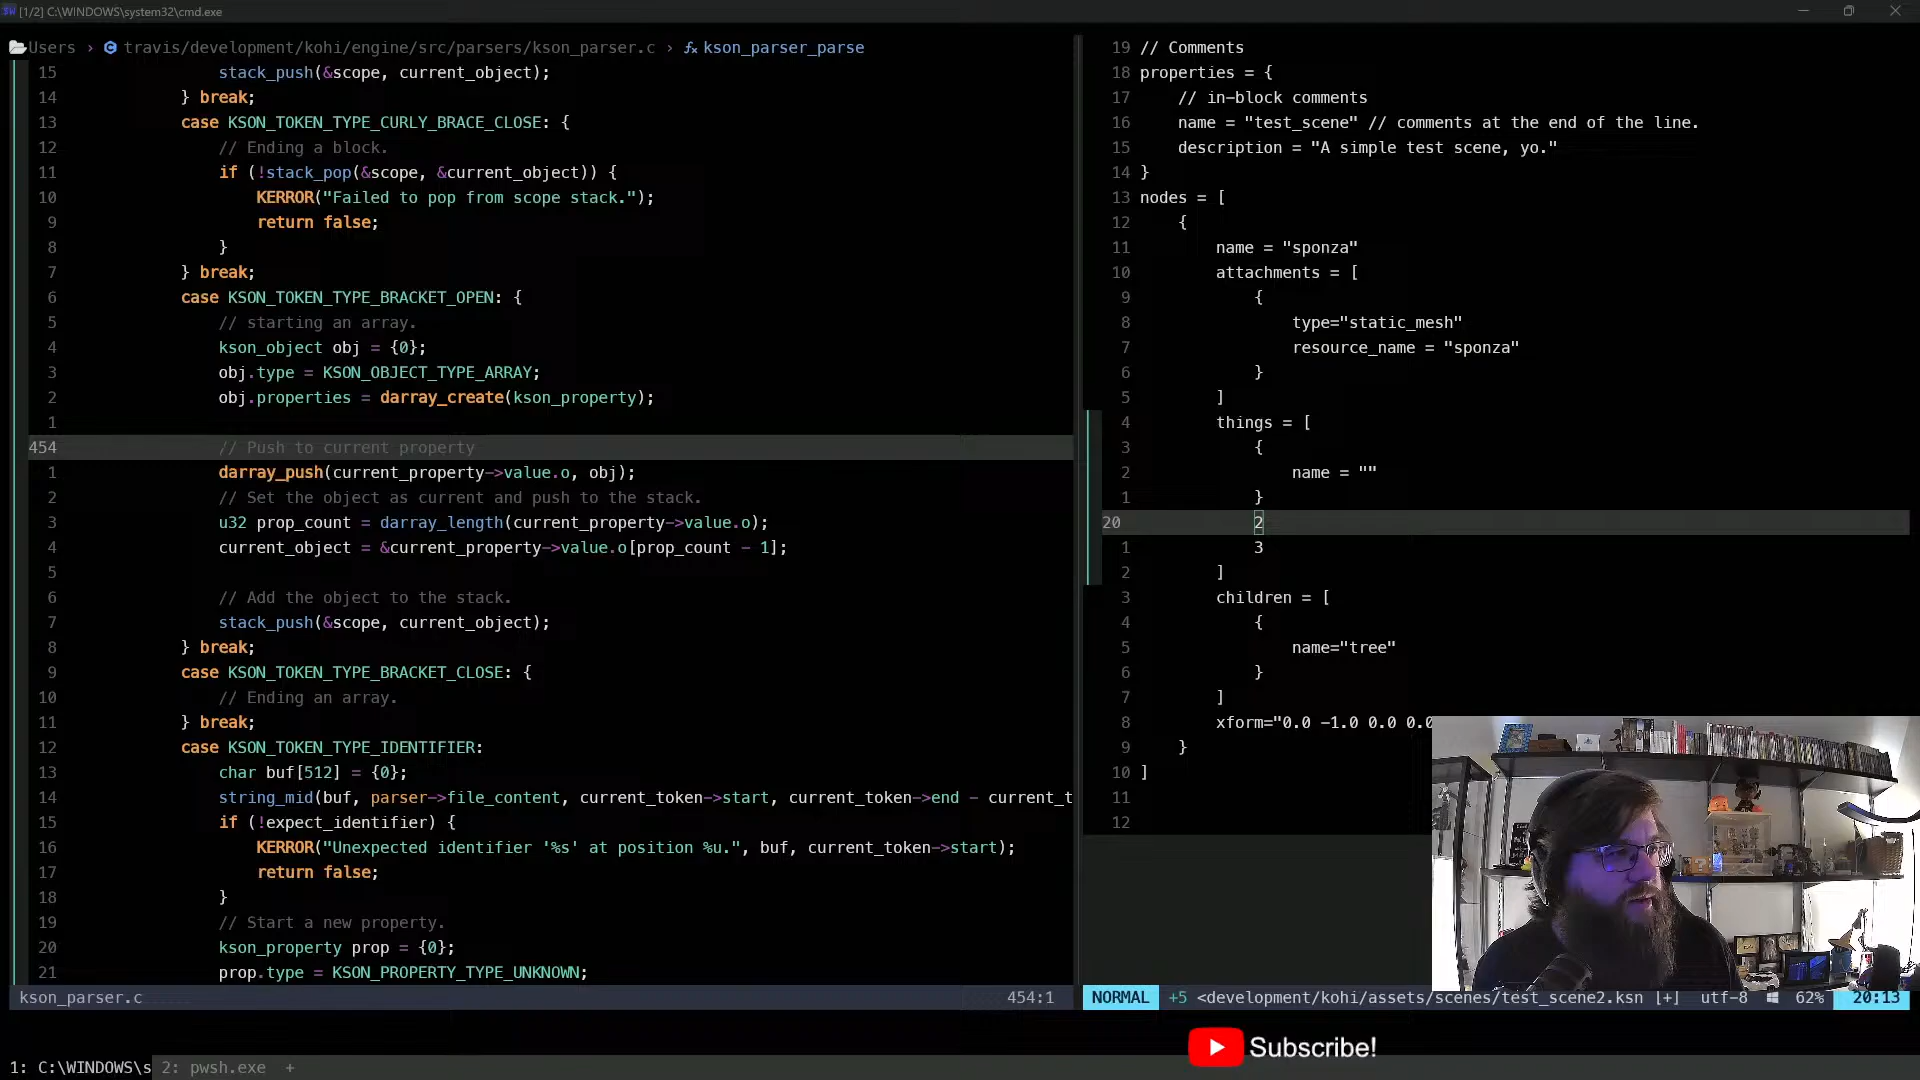 [1/2] C:\WINDOWS\system32\cmd.exe
Users › travis/development/kohi/engine/src/parsers/kson_parser.c › kson_parser_parse
15 stack_push(&scope, current_object);
14 } break;
13 case KSON_TOKEN_TYPE_CURLY_BRACE_CLOSE: {
12 // Ending a block.
11 if (!stack_pop(&scope, &current_object)) {
10 KERROR("Failed to pop from scope stack.");
9 return false;
8 }
7 } break;
6 case KSON_TOKEN_TYPE_BRACKET_OPEN: {
5 // starting an array.
4 kson_object obj = {0};
3 obj.type = KSON_OBJECT_TYPE_ARRAY;
2 obj.properties = darray_create(kson_property);
1
454 // Push to current property
1 darray_push(current_property->value.o, obj);
2 // Set the object as current and push to the stack.
3 u32 prop_count = darray_length(current_property->value.o);
4 current_object = &current_property->value.o[prop_count - 1];
5
6 // Add the object to the stack.
7 stack_push(&scope, current_object);
8 } break;
9 case KSON_TOKEN_TYPE_BRACKET_CLOSE: {
10 // Ending an array.
11 } break;
12 case KSON_TOKEN_TYPE_IDENTIFIER:
13 char buf[512] = {0};
14 string_mid(buf, parser->file_content, current_token->start, current_token->end - current_t
15 if (!expect_identifier) {
16 KERROR("Unexpected identifier '%s' at position %u.", buf, current_token->start);
17 return false;
18 }
19 // Start a new property.
20 kson_property prop = {0};
21 prop.type = KSON_PROPERTY_TYPE_UNKNOWN;
kson_parser.c 454:1
19 // Comments
18 properties = {
17 // in-block comments
16 name = "test_scene" // comments at the end of the line.
15 description = "A simple test scene, yo."
14 }
13 nodes = [
12 {
11 name = "sponza"
10 attachments = [
9 {
8 type="static_mesh"
7 resource_name = "sponza"
6 }
5 ]
4 things = [
3 {
2 name = ""
1 }
20 2
1 3
2 ]
3 children = [
4 {
5 name="tree"
6 }
7 ]
8 xform="0.0 -1.0 0.0 0.0
9 }
10 ]
11
12
NORMAL +5 <development/kohi/assets/scenes/test_scene2.ksn [+] utf-8 62% 20:13
Subscribe!
1: C:\WINDOWS\s 2: pwsh.exe +